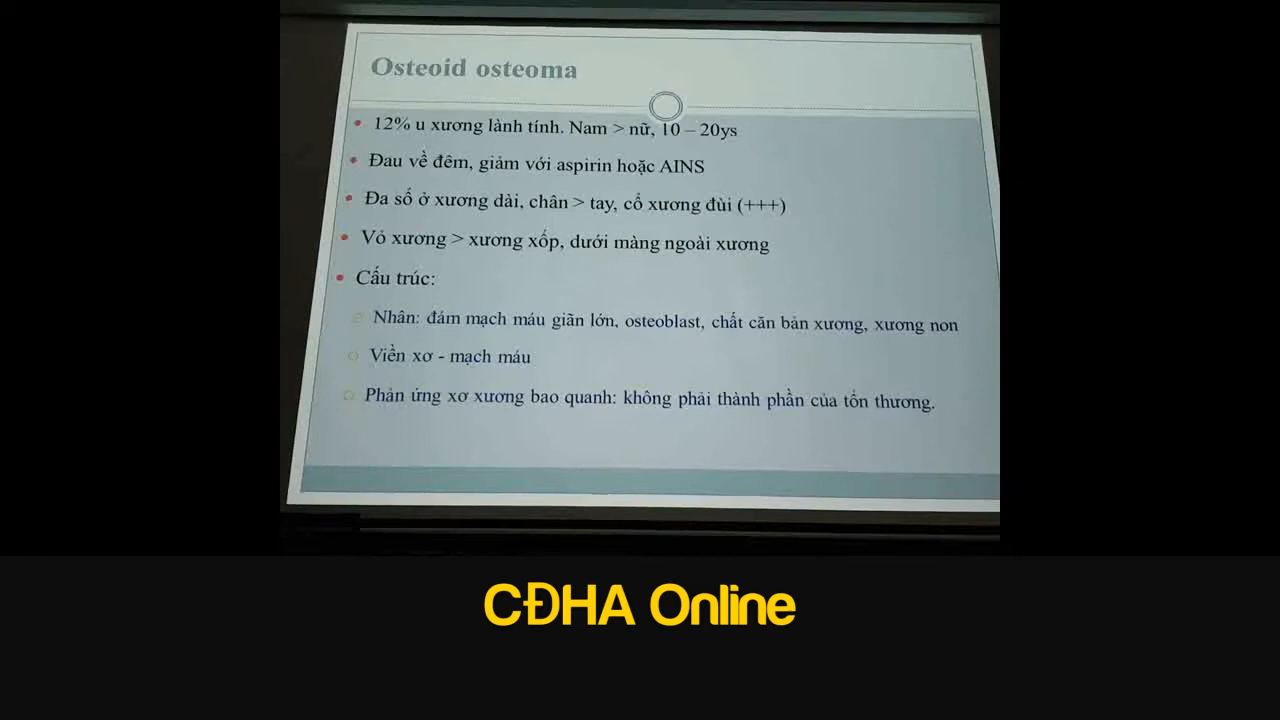 Osteoid osteoma
12% u xương lành tính. Nam > nữ, 10 – 20ys
Đau về đêm, giảm với aspirin hoặc AINS
Đa số ở xương dài, chân > tay, cổ xương đùi (+++)
Vỏ xương > xương xốp, dưới màng ngoài xương
Cấu trúc:
Nhân: đám mạch máu giãn lớn, osteoblast, chất căn bản xương, xương non
Viền xơ - mạch máu
Phản ứng xơ xương bao quanh: không phải thành phần của tổn thương.
CĐHA Online